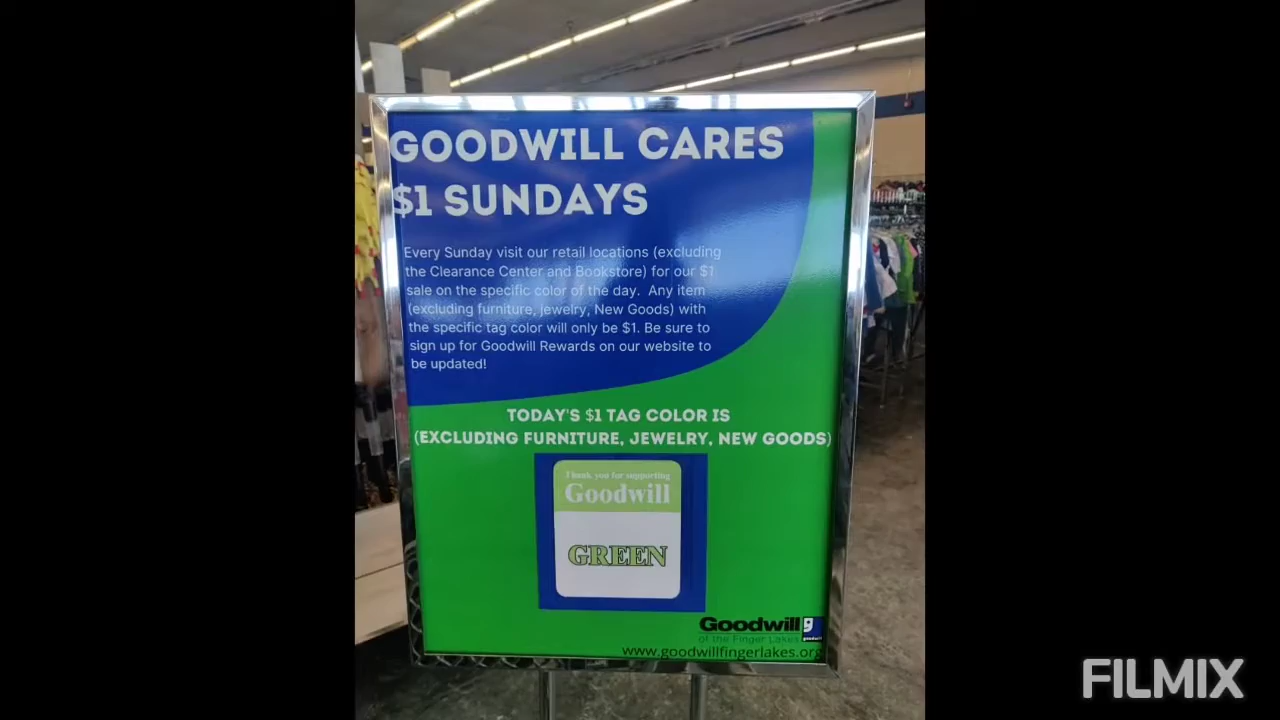 GOODWILL CARES
$1 SUNDAYS
Every Sunday visit our retail locations (excluding
the Clearance Center and Bookstore) for our $1
sale on the specific color of the day. Any item
(excluding furniture, jewelry, New Goods) with
the specific tag color will only be $1. Be sure to
sign up for Goodwill Rewards on our website to
be updated!
TODAY'S $1 TAG COLOR IS
(EXCLUDING FURNITURE, JEWELRY, NEW GOODS)
Thank you for supporting
Goodwill
GREEN
Goodwill
of the Finger Lakes
goodwill
www.goodwillfingerlakes.org
FILMIX